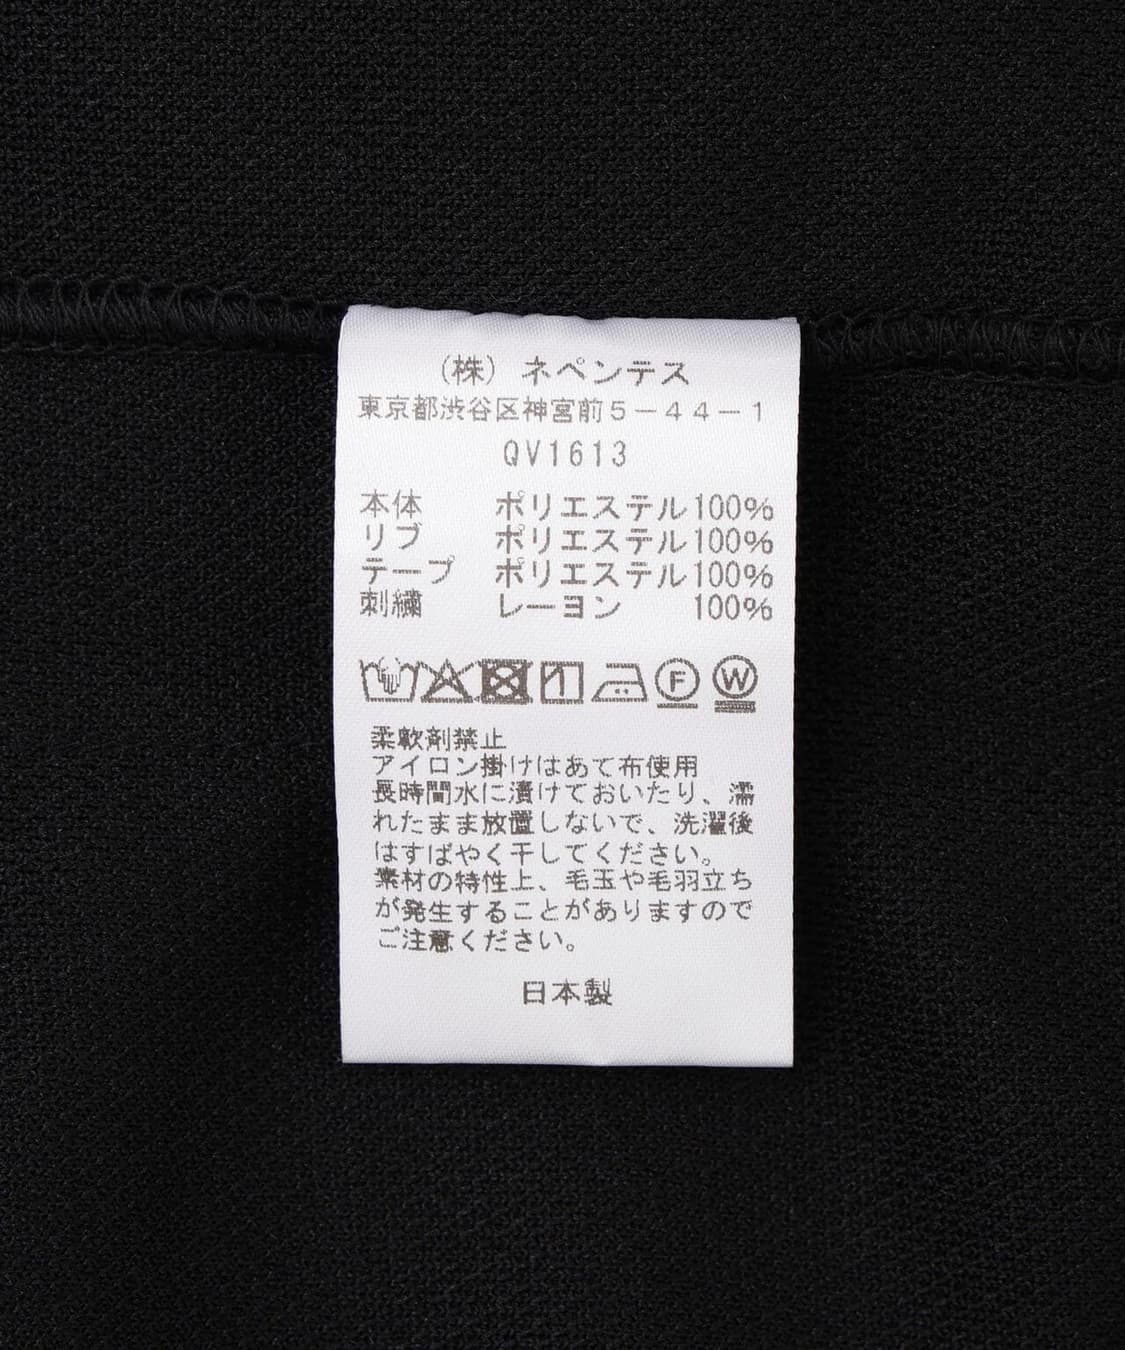 (株) ネペンテス
東京都渋谷区神宮前5-44-1
QV1613
本体 ポリエステル100%
リブ ポリエステル100%
テープ ポリエステル100%
刺繍 レーヨン 100%
F W
柔軟剤禁止
アイロン掛けはあて布使用
長時間水に漬けておいたり、濡
れたまま放置しないで、洗濯後
はすばやく干してください。
素材の特性上、毛玉や毛羽立ち
が発生することがありますので
ご注意ください。
日本製